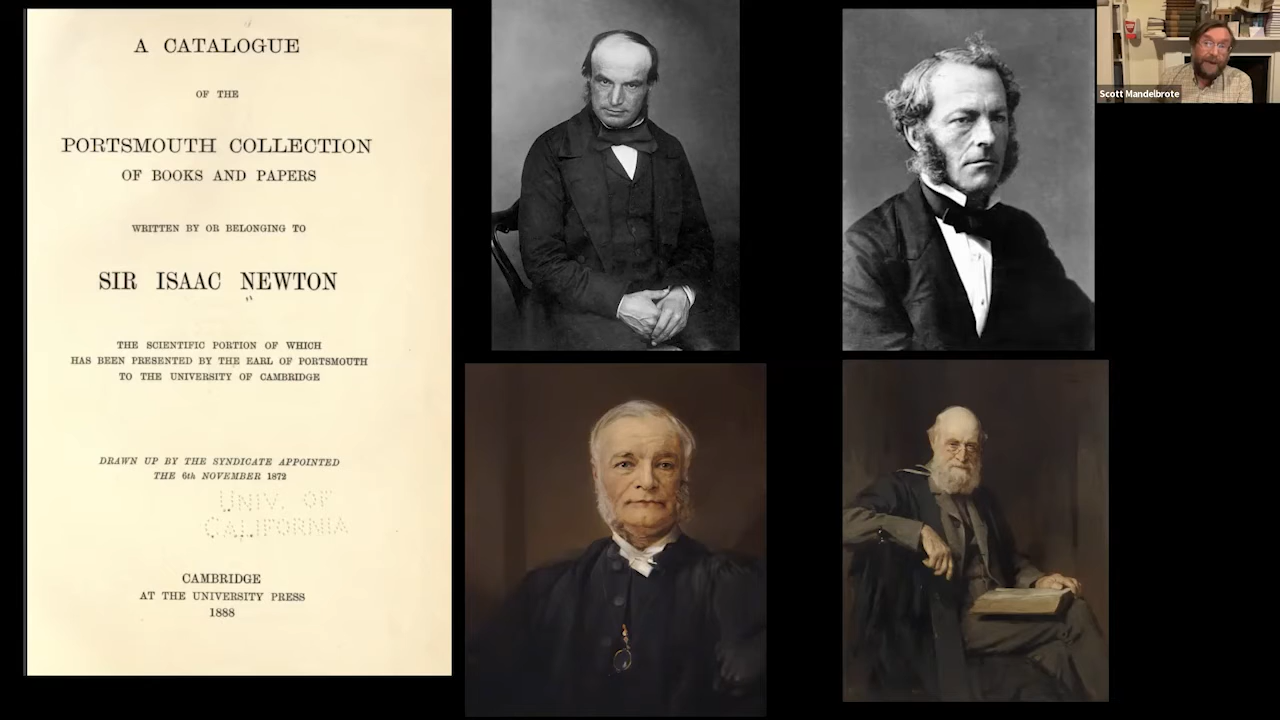 A CATALOGUE
OF THE
PORTSMOUTH COLLECTION
OF BOOKS AND PAPERS
WRITTEN BY OR BELONGING TO
SIR ISAAC NEWTON
THE SCIENTIFIC PORTION OF WHICH
HAS BEEN PRESENTED BY THE EARL OF PORTSMOUTH
TO THE UNIVERSITY OF CAMBRIDGE
DRAWN UP BY THE SYNDICATE APPOINTED
THE 6th NOVEMBER 1872
UNIV. OF
CALIFORNIA
CAMBRIDGE
AT THE UNIVERSITY PRESS
1888
Scott Mandelbrote